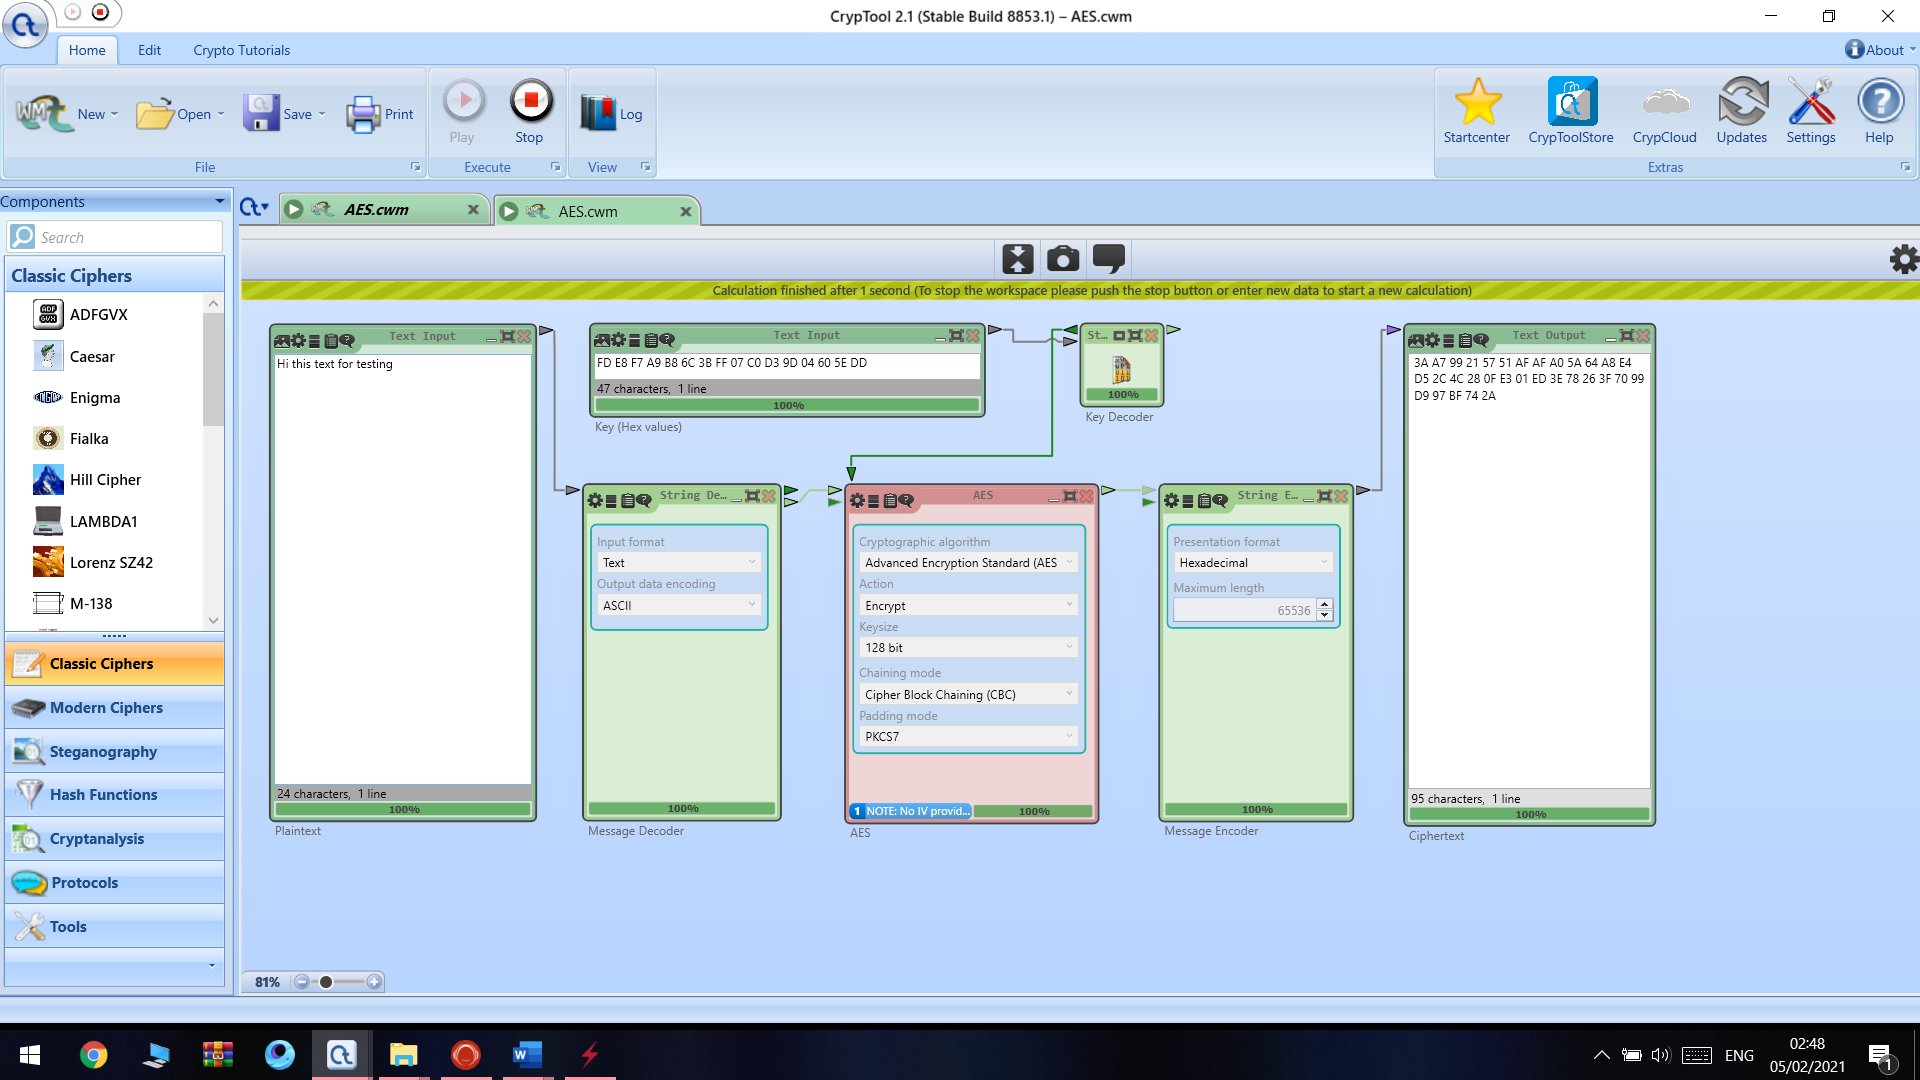 CrypTool 2.1 (Stable Build 8853.1) – AES.cwm
Home Edit Crypto Tutorials
About
New Open Save Print
Play Stop
Log
Startcenter CrypToolStore CrypCloud Updates Settings Help
File Execute View Extras
Components
AES.cwm AES.cwm
Search
Classic Ciphers
ADFGVX
Caesar
Enigma
Fialka
Hill Cipher
LAMBDA1
Lorenz SZ42
M-138
Classic Ciphers
Modern Ciphers
Steganography
Hash Functions
Cryptanalysis
Protocols
Tools
Calculation finished after 1 second (To stop the workspace please push the stop button or enter new data to start a new calculation)
Text Input
Hi this text for testing
24 characters, 1 line
100%
Plaintext
Text Input
FD E8 F7 A9 B8 6C 3B FF 07 C0 D3 9D 04 60 5E DD
47 characters, 1 line
100%
Key (Hex values)
St...
100%
Key Decoder
String De...
Input format
Text
Output data encoding
ASCII
100%
Message Decoder
AES
Cryptographic algorithm
Advanced Encryption Standard (AES
Action
Encrypt
Keysize
128 bit
Chaining mode
Cipher Block Chaining (CBC)
Padding mode
PKCS7
1 NOTE: No IV provid... 100%
AES
String E...
Presentation format
Hexadecimal
Maximum length
65536
100%
Message Encoder
Text Output
3A A7 99 21 57 51 AF AF A0 5A 64 A8 E4
D5 2C 4C 28 0F E3 01 ED 3E 78 26 3F 70 99
D9 97 BF 74 2A
95 characters, 1 line
100%
Ciphertext
81%
ENG
02:48
05/02/2021
1